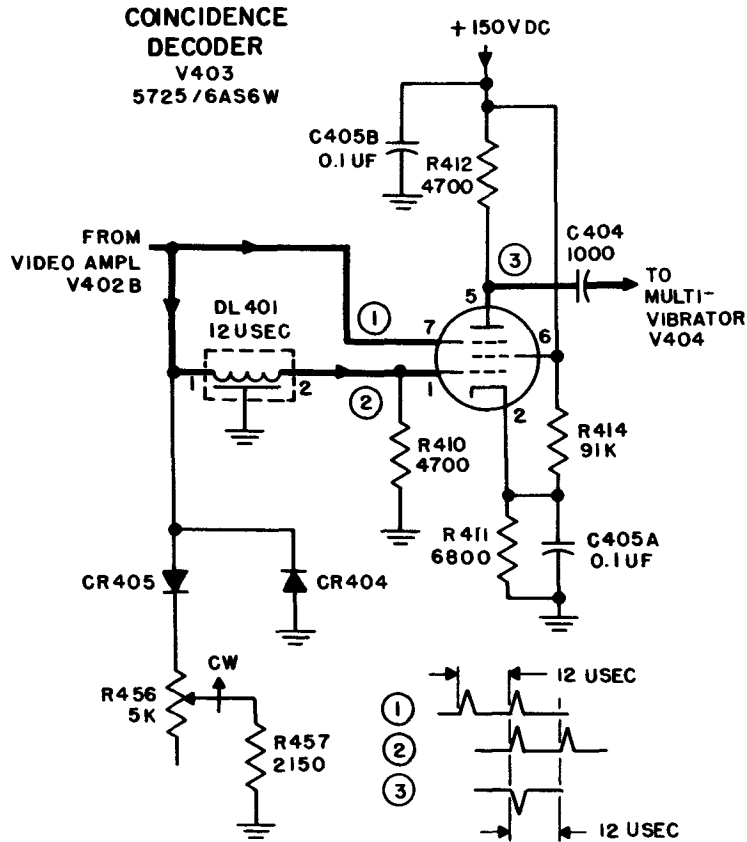 COINCIDENCE
DECODER
V403
5725/6AS6W
+150VDC
C405B
0.1UF
R412
4700
FROM
VIDEO AMPL
V402B
C404
1000
3
TO
MULTI-
VIBRATOR
V404
DL401
12USEC
1
5
7
6
1
2
1
2
2
R410
4700
R414
91K
R411
6800
C405A
0.1UF
CR405
CR404
CW
R456
5K
R457
2150
12 USEC
1
2
3
12 USEC